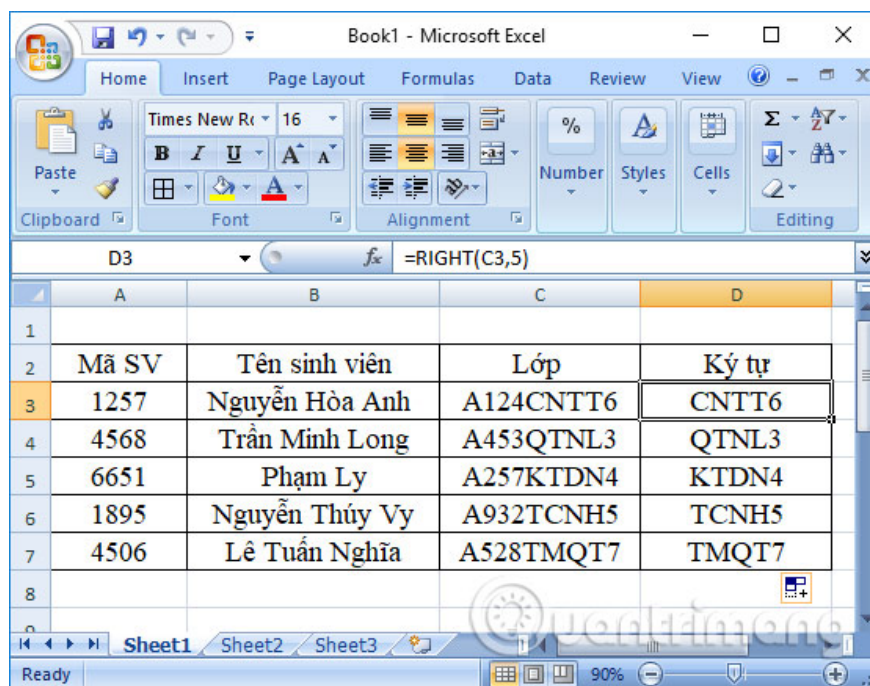 Book1 - Microsoft Excel
Home Insert Page Layout Formulas Data Review View
Times New Ro 16
B I U A A
Paste % A Σ
Number Styles Cells
A
Clipboard Font Alignment Editing
D3 fx =RIGHT(C3,5)
A B C D
1
2 Mã SV Tên sinh viên Lớp Ký tự
3 1257 Nguyễn Hòa Anh A124CNTT6 CNTT6
4 4568 Trần Minh Long A453QTNL3 QTNL3
5 6651 Phạm Ly A257KTDN4 KTDN4
6 1895 Nguyễn Thúy Vy A932TCNH5 TCNH5
7 4506 Lê Tuấn Nghĩa A528TMQT7 TMQT7
8
Quantrimang
Sheet1 Sheet2 Sheet3
Ready 90%